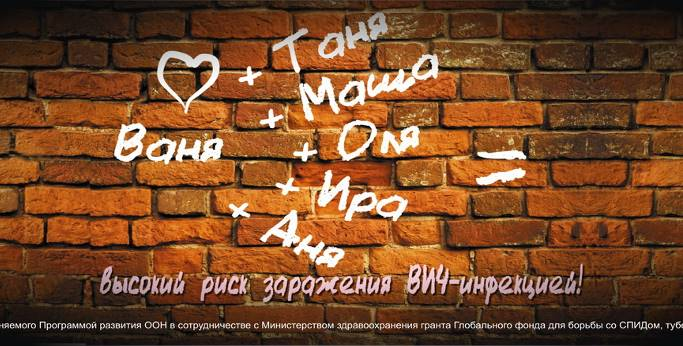 + Таня
+ Маша
Ваня + Оля =
+ Ира
+ Аня
Высокий риск заражения ВИЧ-инфекцией!
няемого Программой развития ООН в сотрудничестве с Министерством здравоохранения гранта Глобального фонда для борьбы со СПИДом, туб